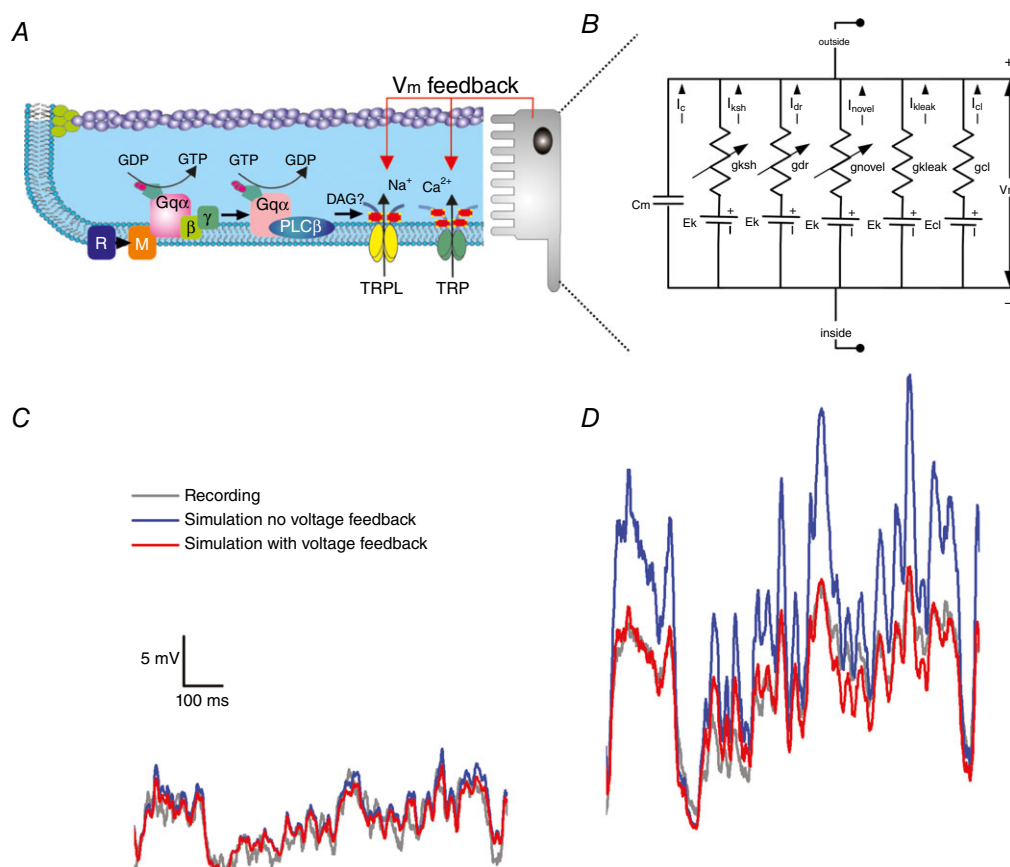 A
Vm feedback
GDP
GTP
GTP
GDP
Gqα
γ
β
Gqα
PLCβ
DAG?
Na+
Ca2+
R
M
TRPL
TRP
B
outside
+
Ic
Iksh
Idr
Inovel
Ikleak
Icl
gksh
gdr
gnovel
gkleak
gcl
Cm
Ek
+
Ek
+
Ek
+
Ek
+
Ecl
+
–
inside
C
Recording
Simulation no voltage feedback
Simulation with voltage feedback
5 mV
100 ms
D